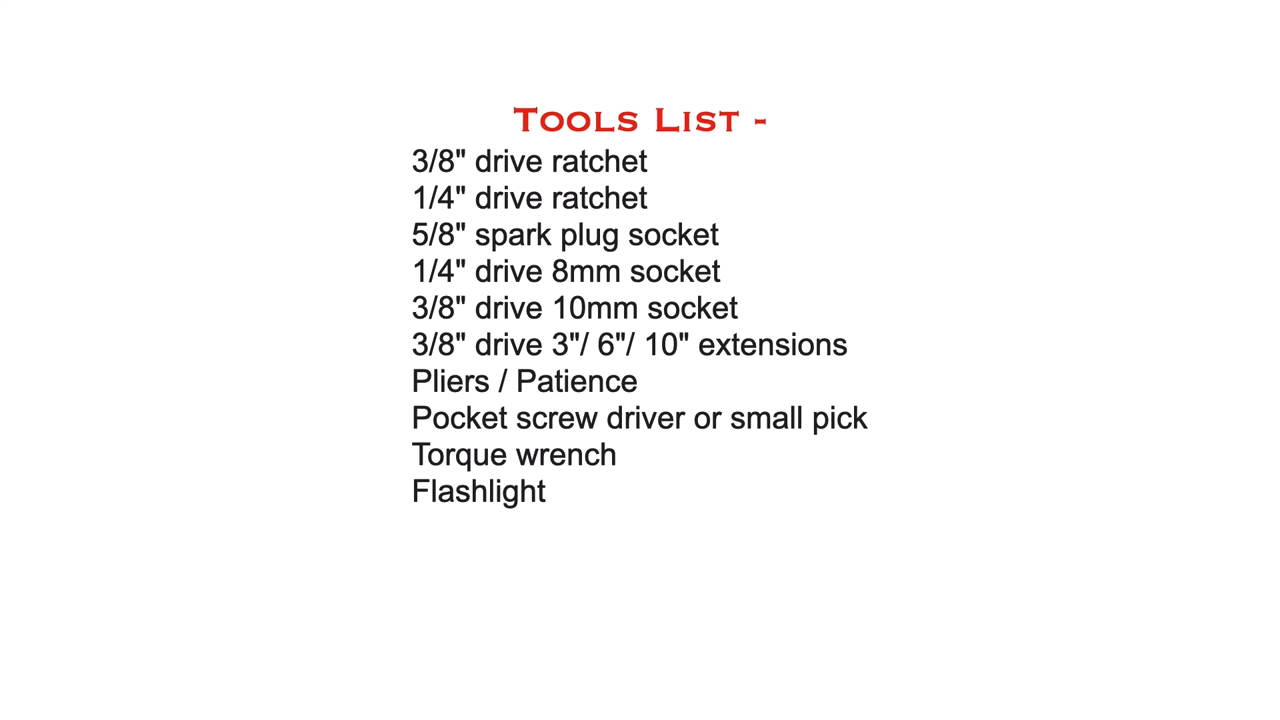 Tools List -
3/8" drive ratchet
1/4" drive ratchet
5/8" spark plug socket
1/4" drive 8mm socket
3/8" drive 10mm socket
3/8" drive 3"/ 6"/ 10" extensions
Pliers / Patience
Pocket screw driver or small pick
Torque wrench
Flashlight